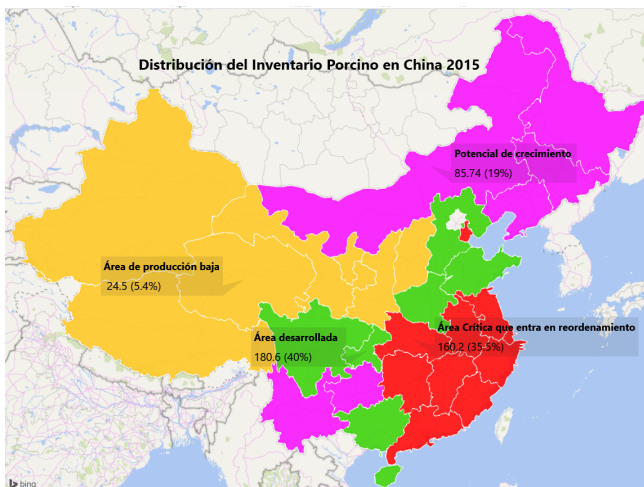 Distribución del Inventario Porcino en China 2015
Potencial de crecimiento
85.74 (19%)
Área de producción baja
24.5 (5.4%)
Área desarrollada
180.6 (40%)
Área Crítica que entra en reordenamiento
160.2 (35.5%)
bing